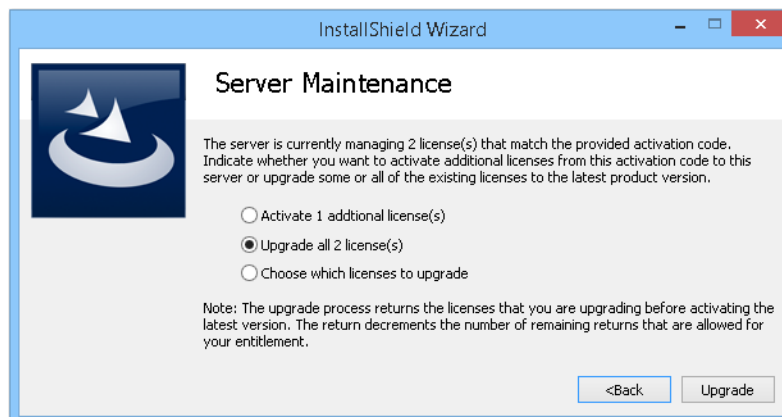 InstallShield Wizard
Server Maintenance
The server is currently managing 2 license(s) that match the provided activation code.
Indicate whether you want to activate additional licenses from this activation code to this
server or upgrade some or all of the existing licenses to the latest product version.
Activate 1 addtional license(s)
Upgrade all 2 license(s)
Choose which licenses to upgrade
Note: The upgrade process returns the licenses that you are upgrading before activating the
latest version. The return decrements the number of remaining returns that are allowed for
your entitlement.
<Back Upgrade